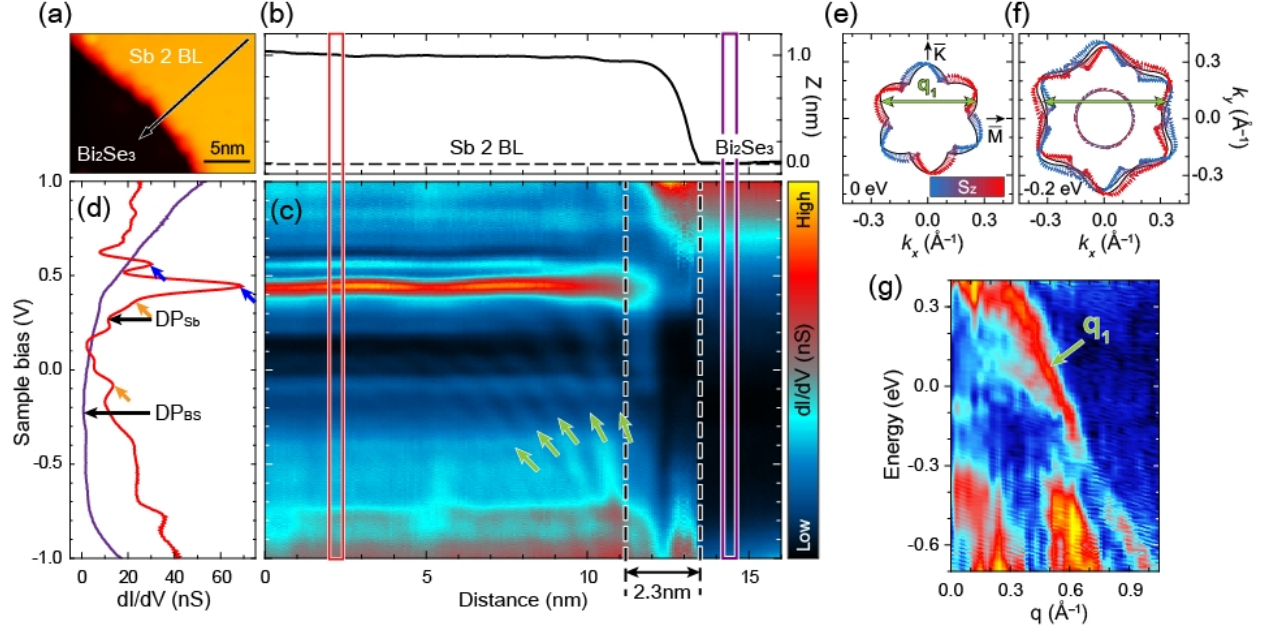 (a)
Sb 2 BL
Bi₂Se₃
5nm
(b)
Sb 2 BL
Bi₂Se₃
1.0
0.0
Z (nm)
(e)
K̅
q₁
M̅
0 eV
Sz
-0.3
0.0
0.3
kₓ (Å⁻¹)
(f)
-0.2 eV
0.3
0.0
-0.3
k_y (Å⁻¹)
-0.3
0.0
0.3
kₓ (Å⁻¹)
(d)
1.0
0.5
0.0
-0.5
-1.0
Sample bias (V)
DPSb
DPBS
0
20
40
60
dI/dV (nS)
(c)
0
5
10
15
Distance (nm)
2.3nm
High
Low
dI/dV (nS)
(g)
q₁
0.3
0.0
-0.3
-0.6
Energy (eV)
0.0
0.3
0.6
0.9
q (Å⁻¹)